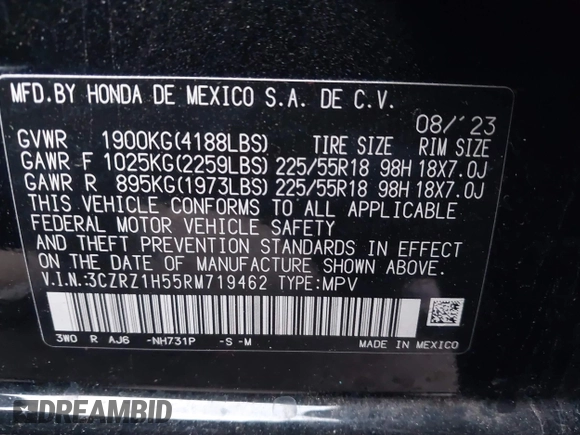 MFD.BY HONDA DE MEXICO S.A. DE C.V.
08/'23
GVWR 1900KG(4188LBS) TIRE SIZE RIM SIZE
GAWR F 1025KG(2259LBS) 225/55R18 98H 18X7.0J
GAWR R 895KG(1973LBS) 225/55R18 98H 18X7.0J
THIS VEHICLE CONFORMS TO ALL APPLICABLE
FEDERAL MOTOR VEHICLE SAFETY
AND THEFT PREVENTION STANDARDS IN EFFECT
ON THE DATE OF MANUFACTURE SHOWN ABOVE.
V.I.N.:3CZRZ1H55RM719462 TYPE:MPV
3WO R AJ6 -NH731P -S-M
MADE IN MEXICO
DREAMBID